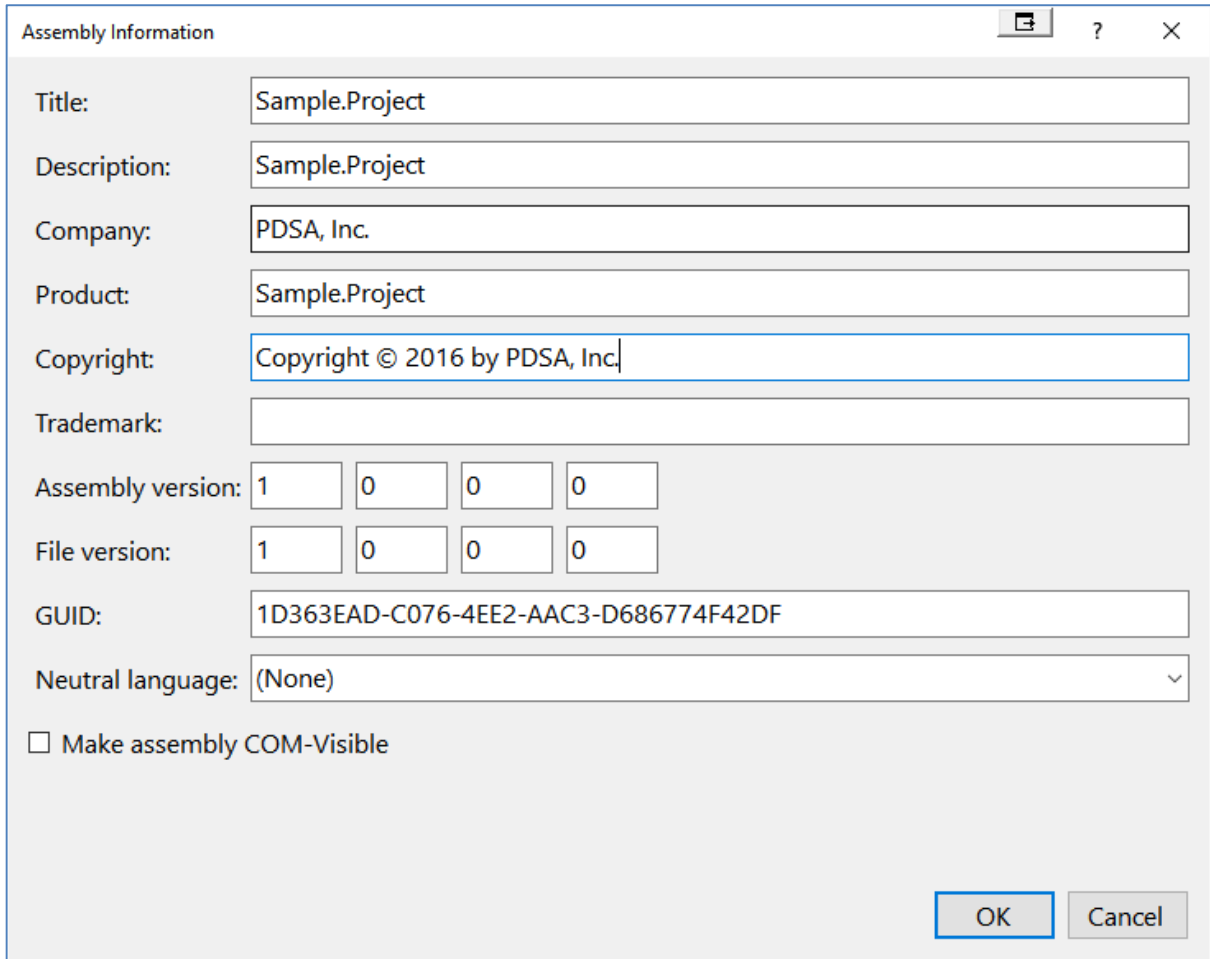 Assembly Information ?
Title: Sample.Project
Description: Sample.Project
Company: PDSA, Inc.
Product: Sample.Project
Copyright: Copyright © 2016 by PDSA, Inc.
Trademark:
Assembly version: 1 0 0 0
File version: 1 0 0 0
GUID: 1D363EAD-C076-4EE2-AAC3-D686774F42DF
Neutral language: (None)
Make assembly COM-Visible
OK Cancel